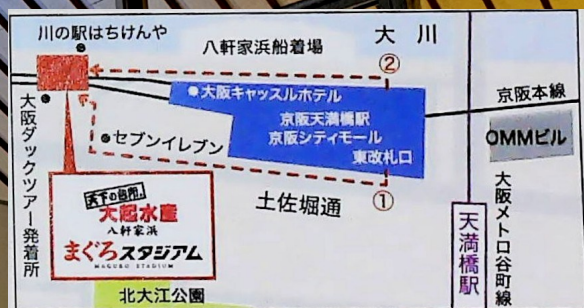 川の駅はちけんや
八軒家浜船着場
大川
②
大阪キャッスルホテル
京阪本線
京阪天満橋駅
京阪シティモール
東改札口
OMMビル
セブンイレブン
大阪ダックツアー発着所
①
土佐堀通
天下の台所
大起水産
八軒家浜
まぐろスタジアム
MAGURO STADIUM
天満橋駅
大阪メトロ谷町線
北大江公園